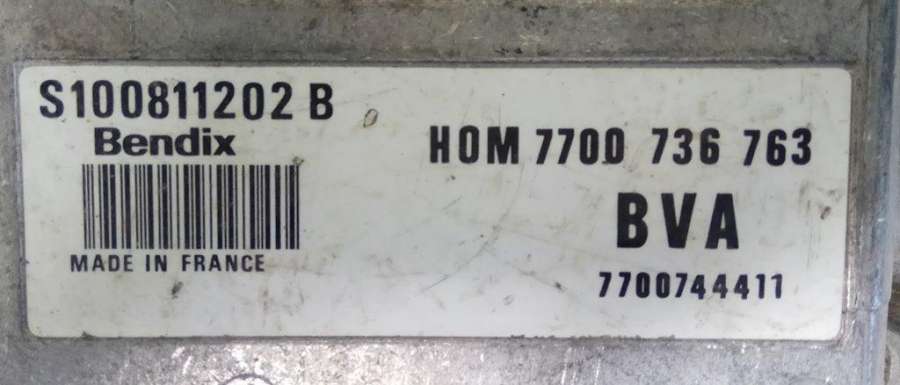 S100811202 B
Bendix
MADE IN FRANCE
HOM 7700 736 763
BVA
7700744411